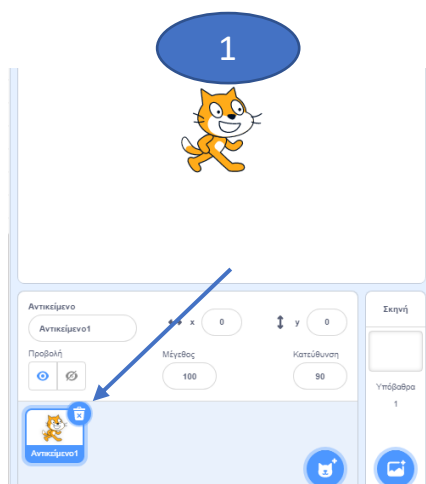 1
Αντικείμενο
Σκηνή
Αντικείμενο1
x 0
y 0
Προβολή
Μέγεθος
Κατεύθυνση
100
90
Υπόβαθρα
1
Αντικείμενο1